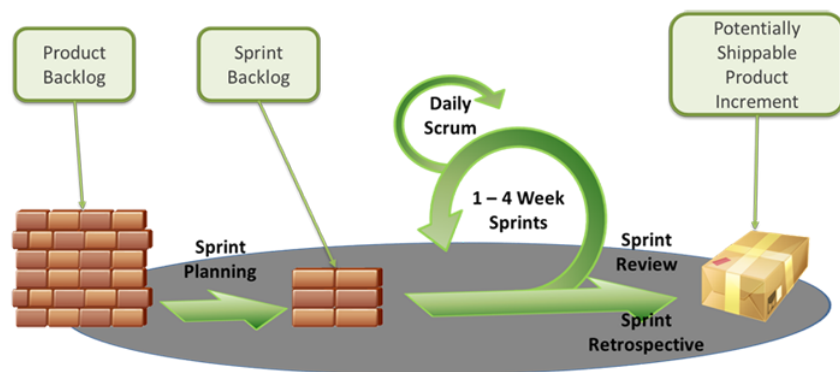 Product
Backlog
Sprint
Backlog
Potentially
Shippable
Product
Increment
Daily
Scrum
1 – 4 Week
Sprints
Sprint
Planning
Sprint
Review
Sprint
Retrospective